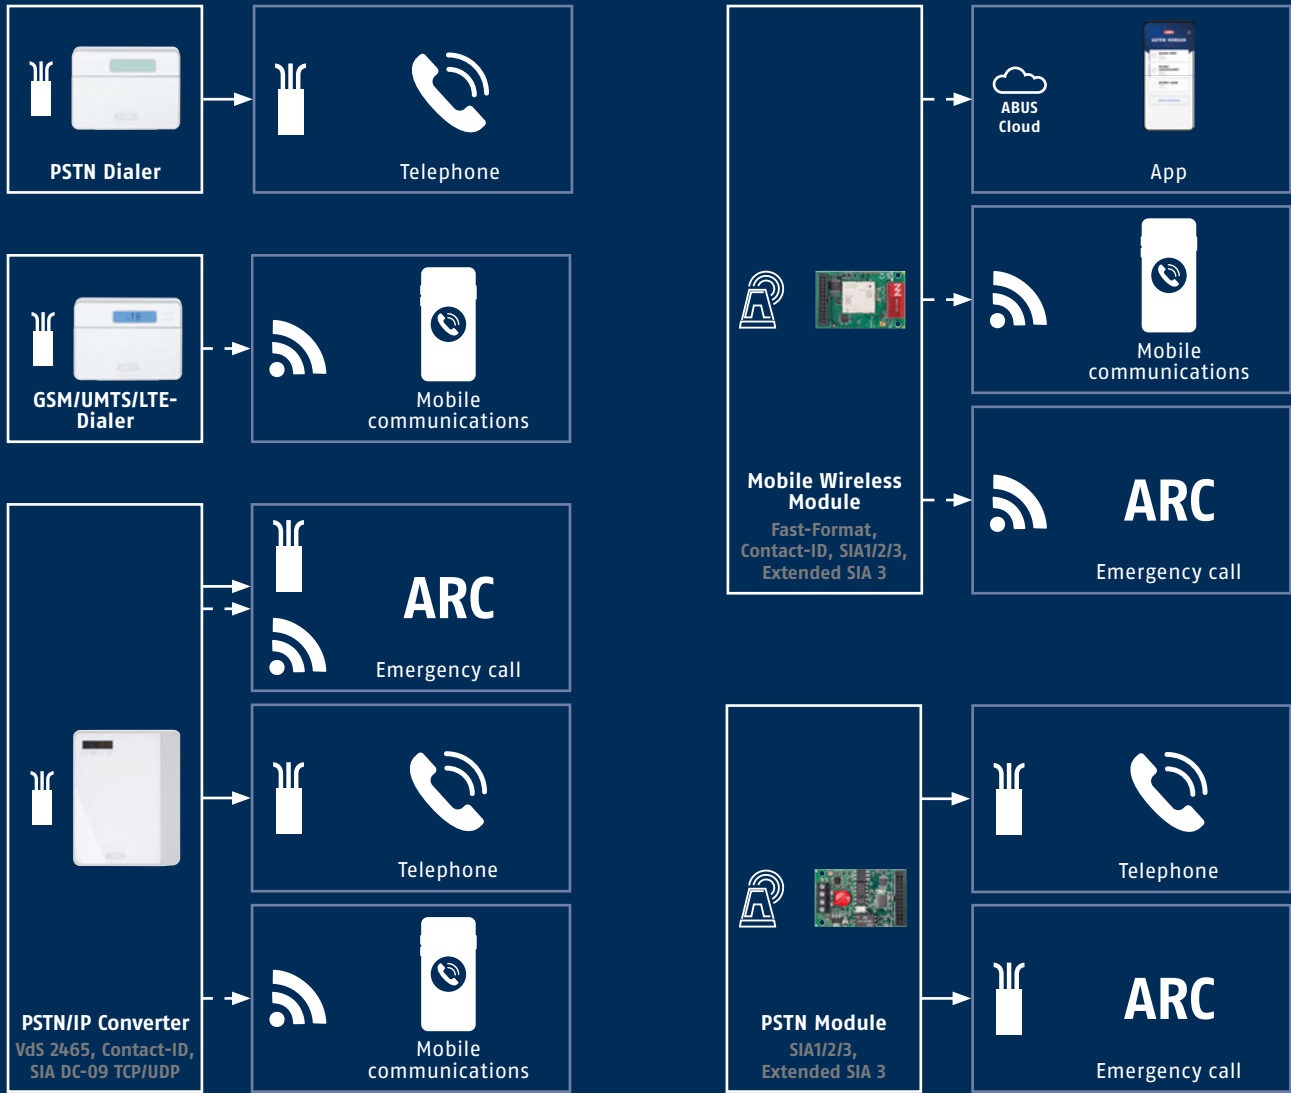 PSTN Dialer
Telephone
GSM/UMTS/LTE-
Dialer
LTE
Mobile
communications
PSTN/IP Converter
VdS 2465, Contact-ID,
SIA DC-09 TCP/UDP
ARC
Emergency call
Telephone
Mobile
communications
Mobile Wireless
Module
Fast-Format,
Contact-ID, SIA1/2/3,
Extended SIA 3
ABUS
Cloud
GUTEN MORGEN
App
Mobile
communications
ARC
Emergency call
PSTN Module
SIA1/2/3,
Extended SIA 3
Telephone
ARC
Emergency call